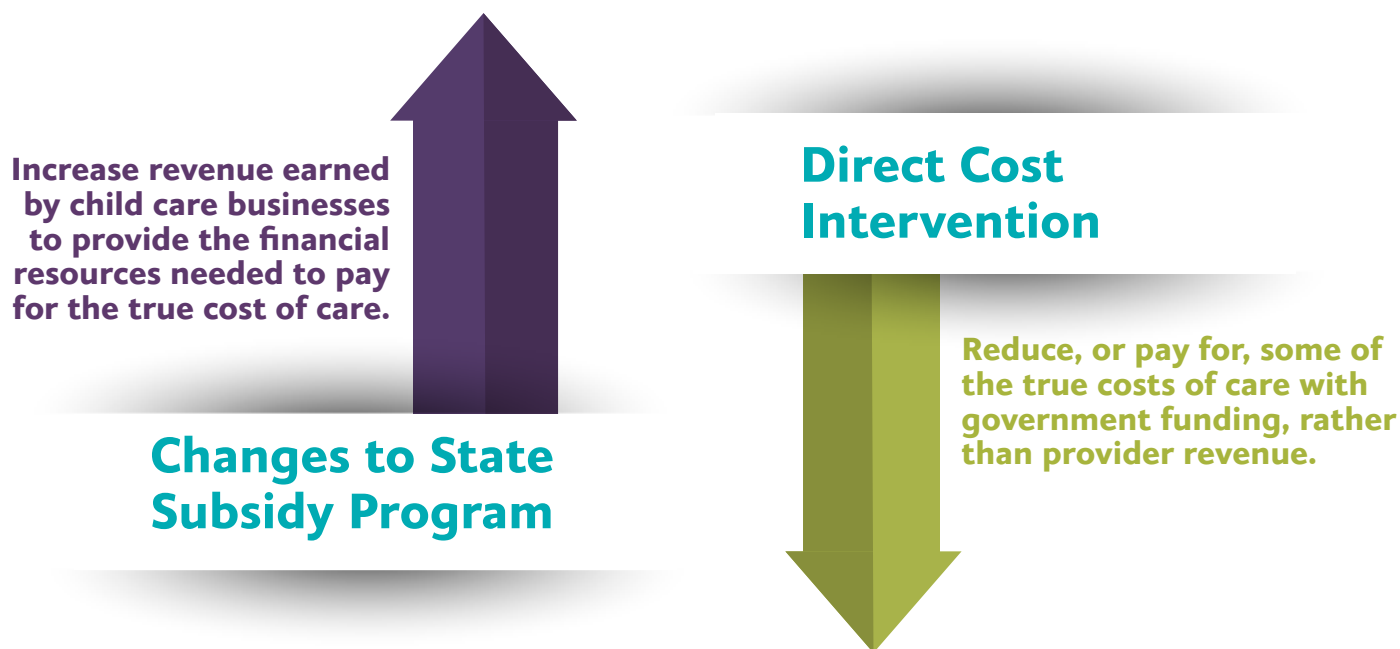 Increase revenue earned
by child care businesses
to provide the financial
resources needed to pay
for the true cost of care.
Changes to State
Subsidy Program
Direct Cost
Intervention
Reduce, or pay for, some of
the true costs of care with
government funding, rather
than provider revenue.